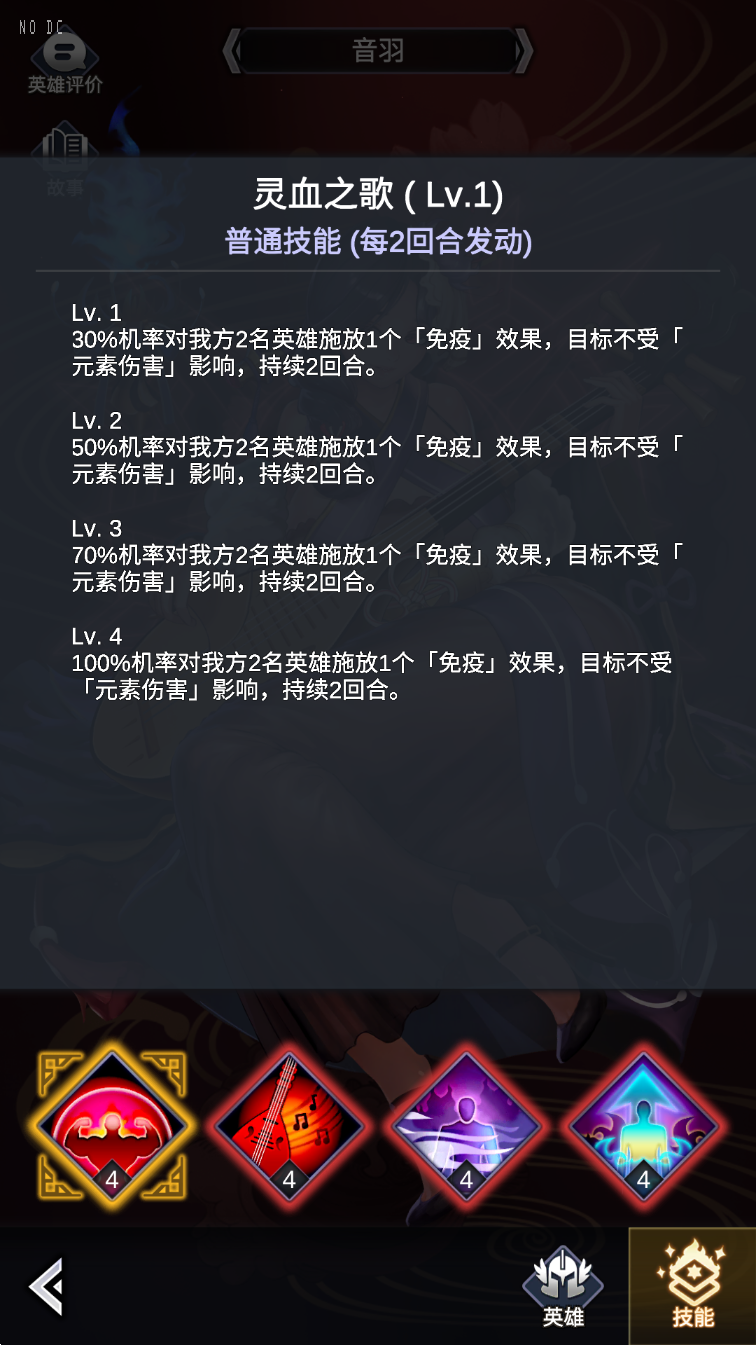 NO DC
音羽
英雄评价
故事
灵血之歌 ( Lv.1)
普通技能 (每2回合发动)
Lv. 1
30%机率对我方2名英雄施放1个「免疫」效果，目标不受「
元素伤害」影响，持续2回合。
Lv. 2
50%机率对我方2名英雄施放1个「免疫」效果，目标不受「
元素伤害」影响，持续2回合。
Lv. 3
70%机率对我方2名英雄施放1个「免疫」效果，目标不受「
元素伤害」影响，持续2回合。
Lv. 4
100%机率对我方2名英雄施放1个「免疫」效果，目标不受
「元素伤害」影响，持续2回合。
4
4
4
4
英雄
技能